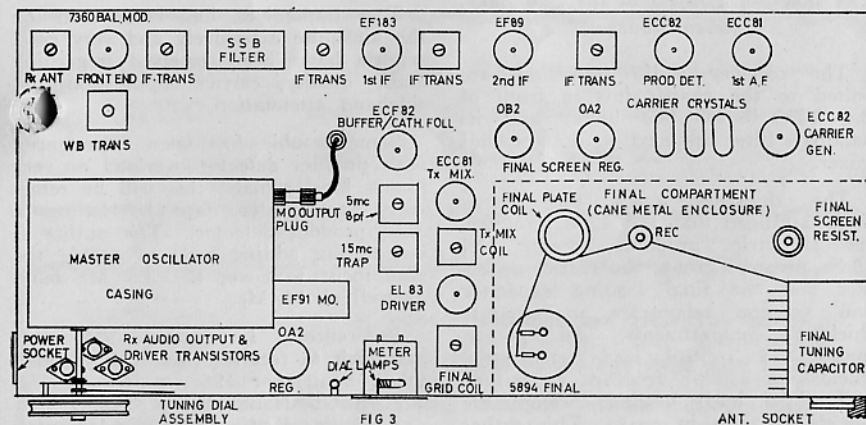 7360 BAL. MOD.
EF183
EF89
ECC82
ECC81
S S B
FILTER
Rx ANT
FRONT END
IF-TRANS
IF TRANS
1st IF
IF TRANS
2nd IF
IF TRANS
PROD. DET.
1st A.F.
W B TRANS
ECF82
BUFFER/CATH. FOLL
OB2
OA2
FINAL SCREEN REG.
CARRIER CRYSTALS
E CC 82
CARRIER
GEN.
ECC81
Tx MIX.
M O OUTPUT
PLUG
5mc
8pf
Tx MIX
COIL
15mc
TRAP
FINAL PLATE
COIL
FINAL COMPARTMENT
(CANE METAL ENCLOSURE)
REC
FINAL
SCREEN
RESIST.
MASTER OSCILLATOR
CASING
EF91 MO.
EL 83
DRIVER
POWER
SOCKET
Rx AUDIO OUTPUT &
DRIVER TRANSISTORS
OA2
REG.
METER
DIAL LAMPS
FINAL
GRID COIL
5894 FINAL
FINAL
TUNING
CAPACITOR
TUNING DIAL
ASSEMBLY
FIG 3
ANT. SOCKET